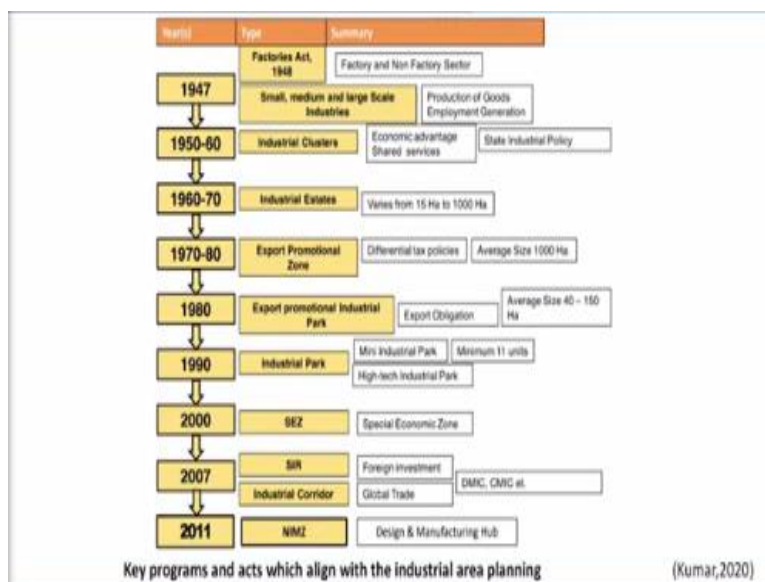 Year(s) Type Summary
Factories Act,
1948
Factory and Non Factory Sector
1947
Small, medium and large Scale
Industries
Production of Goods
Employment Generation
1950-60
Industrial Clusters
Economic advantage
Shared services
State Industrial Policy
1960-70
Industrial Estates
Varies from 15 Ha to 1000 Ha
1970-80
Export Promotional
Zone
Differential tax policies
Average Size 1000 Ha
1980
Export promotional Industrial
Park
Export Obligation
Average Size 40 – 150
Ha
1990
Industrial Park
Mini Industrial Park
Minimum 11 units
High-tech Industrial Park
2000
SEZ
Special Economic Zone
2007
SIR
Foreign investment
Industrial Corridor
Global Trade
DMIC, CMIC et.
2011
NIMZ
Design & Manufacturing Hub
Key programs and acts which align with the industrial area planning
(Kumar,2020)